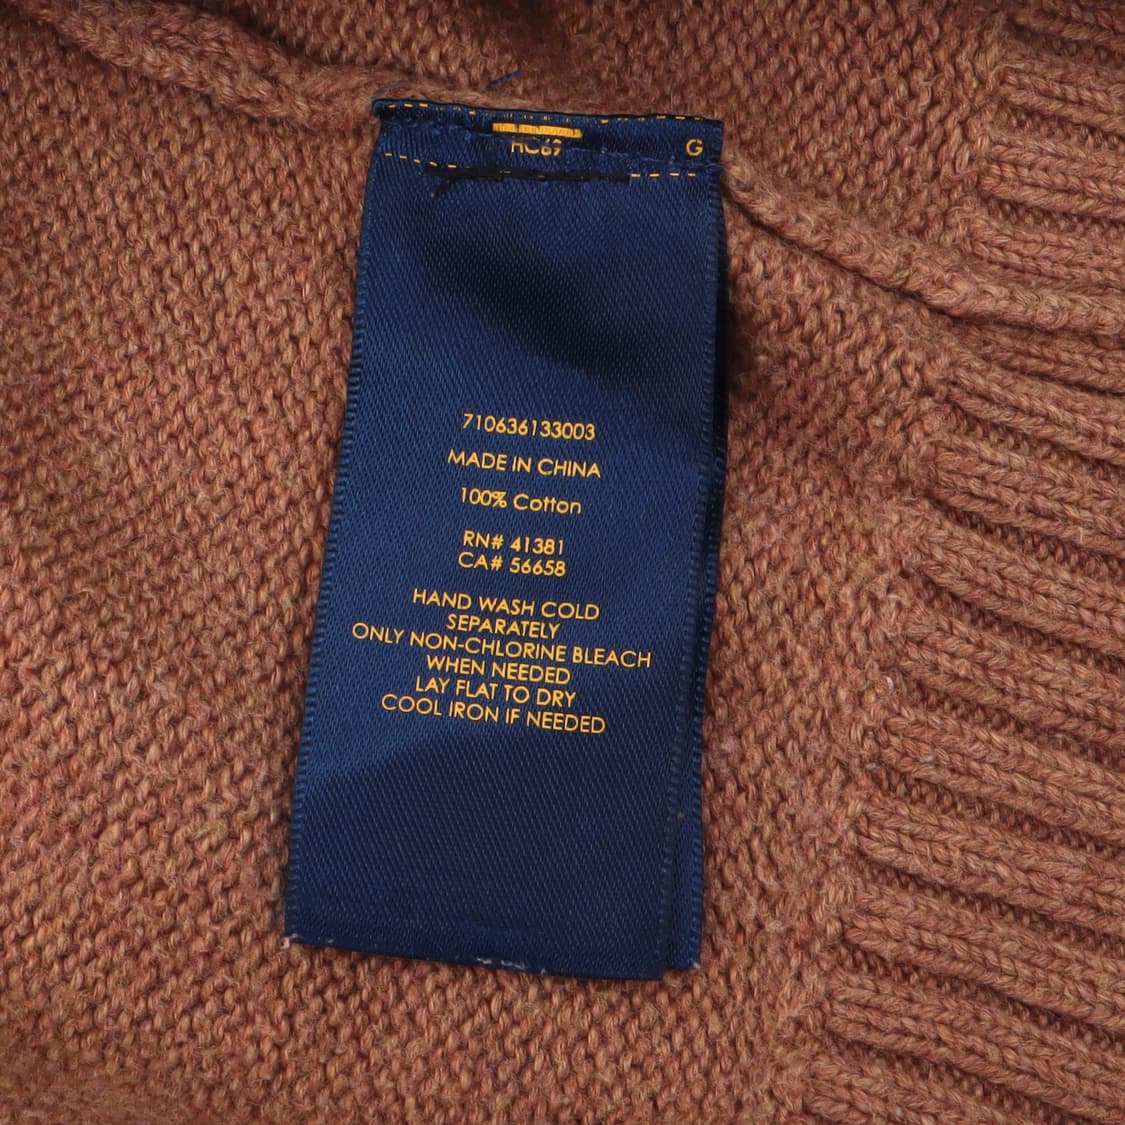 HC69 G
710636133003
MADE IN CHINA
100% Cotton
RN# 41381
CA# 56658
HAND WASH COLD
SEPARATELY
ONLY NON-CHLORINE BLEACH
WHEN NEEDED
LAY FLAT TO DRY
COOL IRON IF NEEDED